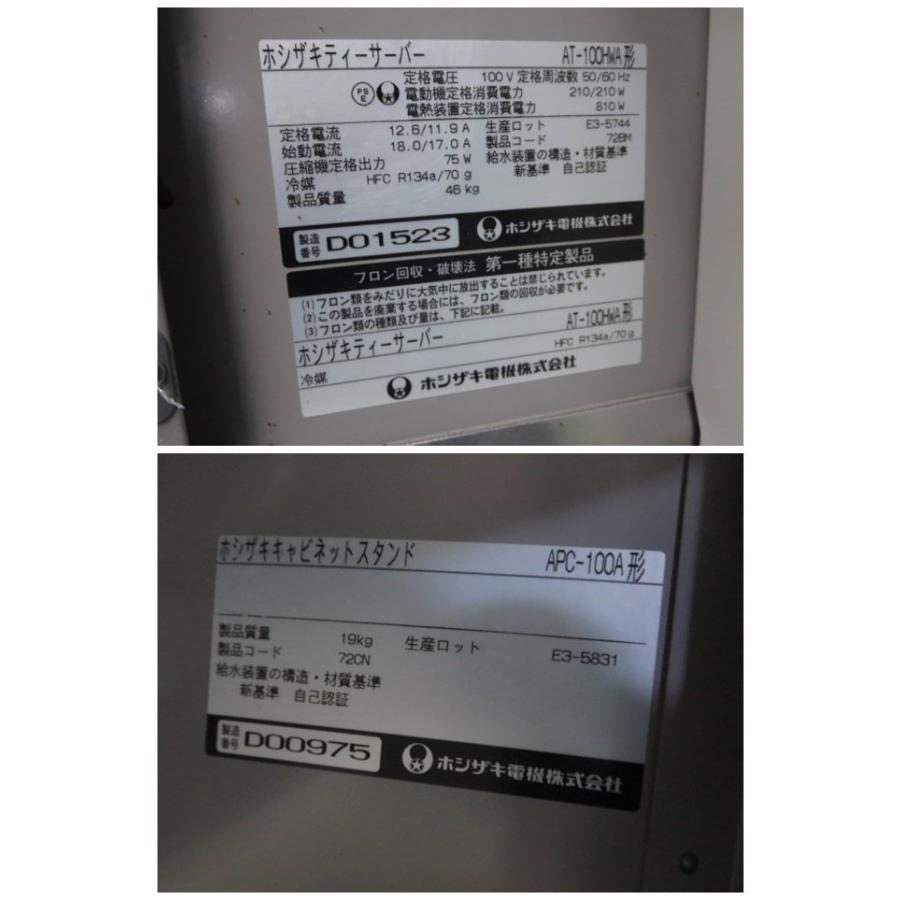 ホシザキティーサーバー AT-100HWA形
定格電圧 100V 定格周波数 50/60 Hz
PSE 電動機定格消費電力 210/210 W
電熱装置定格消費電力 810 W
定格電流 12.6/11.9 A 生産ロット E3-5744
始動電流 18.0/17.0 A 製品コード 72BM
圧縮機定格出力 75 W 給水装置の構造・材質基準
冷媒 HFC R134a/70 g 新基準 自己認証
製品質量 46 kg
製造番号 D01523 ホシザキ電機株式会社
フロン回収・破壊法 第一種特定製品
(1)フロン類をみだりに大気中に放出することは禁じられています。
(2)この製品を廃棄する場合には、フロン類の回収が必要です。
(3)フロン類の種類及び量は、下記に記載。
ホシザキティーサーバー AT-100HWA形
冷媒 HFC R134a/70g
ホシザキ電機株式会社
ホシザキキャビネットスタンド APC-100A形
製品質量 19kg 生産ロット E3-5831
製品コード 72CN
給水装置の構造・材質基準
新基準 自己認証
製造番号 D00975 ホシザキ電機株式会社